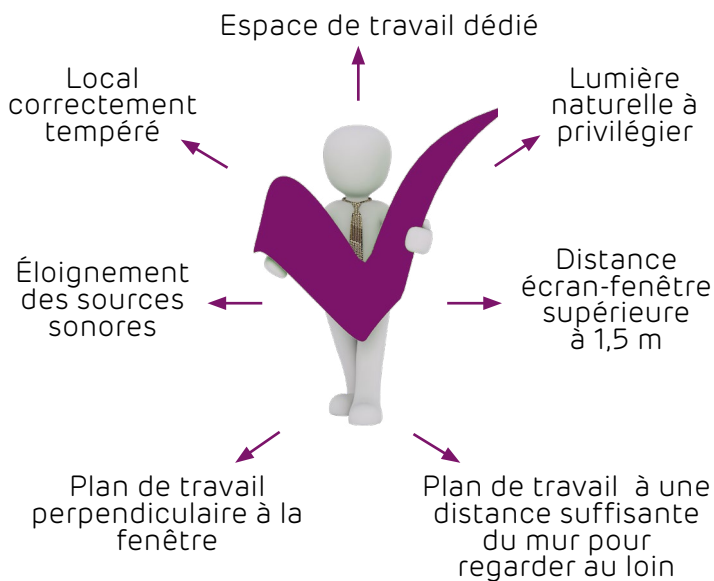 Espace de travail dédié
Local
correctement
tempéré
Lumière
naturelle à
privilégier
Éloignement
des sources
sonores
Distance
écran-fenêtre
supérieure
à 1,5 m
Plan de travail
perpendiculaire à la
fenêtre
Plan de travail à une
distance suffisante
du mur pour
regarder au loin